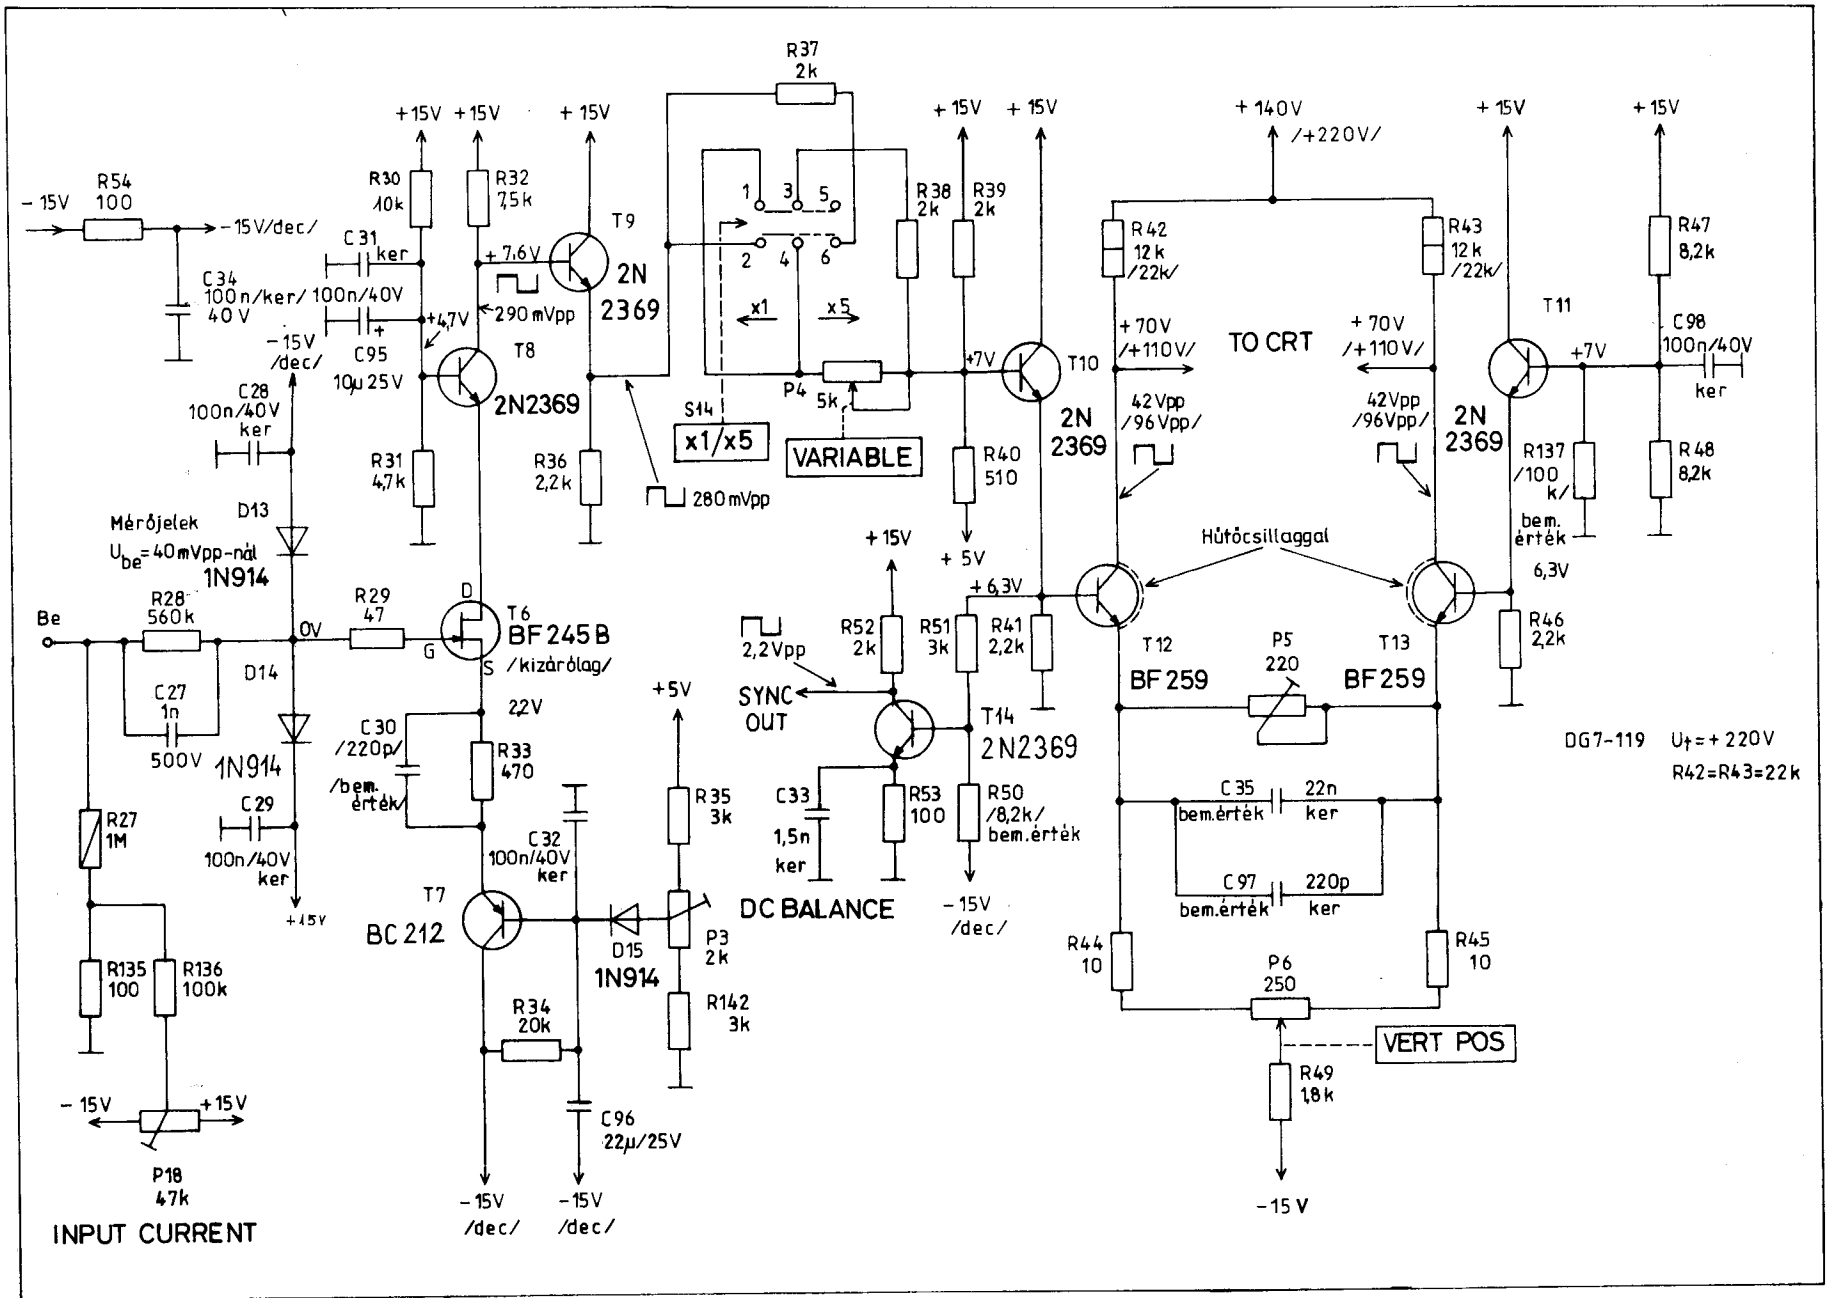 R37
2k
+15V
+15V
+15V
+15V
+15V
+140V
/+220V/
+15V
+15V
R54
100
-15V
-15V/dec/
C34
100n/ker/
40V
R30
10k
R32
7,5k
T9
2N
2369
C31
ker
100n/40V
+4,7V
C95
10µ 25V
+
+7,6V
290mVpp
T8
2N2369
1
3
5
2
4
6
x1
x5
R38
2k
R39
2k
P4
5k
S14
x1/x5
VARIABLE
+7V
T10
2N
2369
R42
12k
/22k/
R43
12k
/22k/
+70V
/+110V/
TO CRT
+70V
/+110V/
42Vpp
/96Vpp/
42Vpp
/96Vpp/
T11
2N
2369
R47
8,2k
+7V
C98
100n/40V
ker
R137
/100
k/
bem.
érték
R48
8,2k
-15V
/dec/
C28
100n/40V
ker
R31
4,7k
R36
2,2k
280mVpp
R40
510
+5V
D13
Mérőjelek
Ube=40mVpp-nál
1N914
Be
R28
560k
0V
R29
47
D
G
S
T6
BF245B
/kizárólag/
D14
C27
1n
500V
1N914
C29
100n/40V
ker
+15V
R27
1M
R135
100
R136
100k
-15V
+15V
P18
47k
INPUT CURRENT
2,2V
C30
/220p/
/bem.
érték/
R33
470
T7
BC212
C32
100n/40V
ker
+5V
R35
3k
D15
1N914
P3
2k
R142
3k
DC BALANCE
R34
20k
C96
22µ/25V
-15V
/dec/
-15V
/dec/
+15V
+6,3V
2,2Vpp
R52
2k
R51
3k
R41
2,2k
SYNC
OUT
T14
2N2369
C33
1,5n
ker
R53
100
R50
/8,2k/
bem.érték
-15V
/dec/
Hűtőcsillaggal
6,3V
T12
BF259
P5
220
T13
BF259
R46
2,2k
DG7-119 Ut=+220V
R42=R43=22k
C35
bem.érték
22n
ker
C97
bem.érték
220p
ker
R44
10
R45
10
P6
250
VERT POS
R49
1,8k
-15V